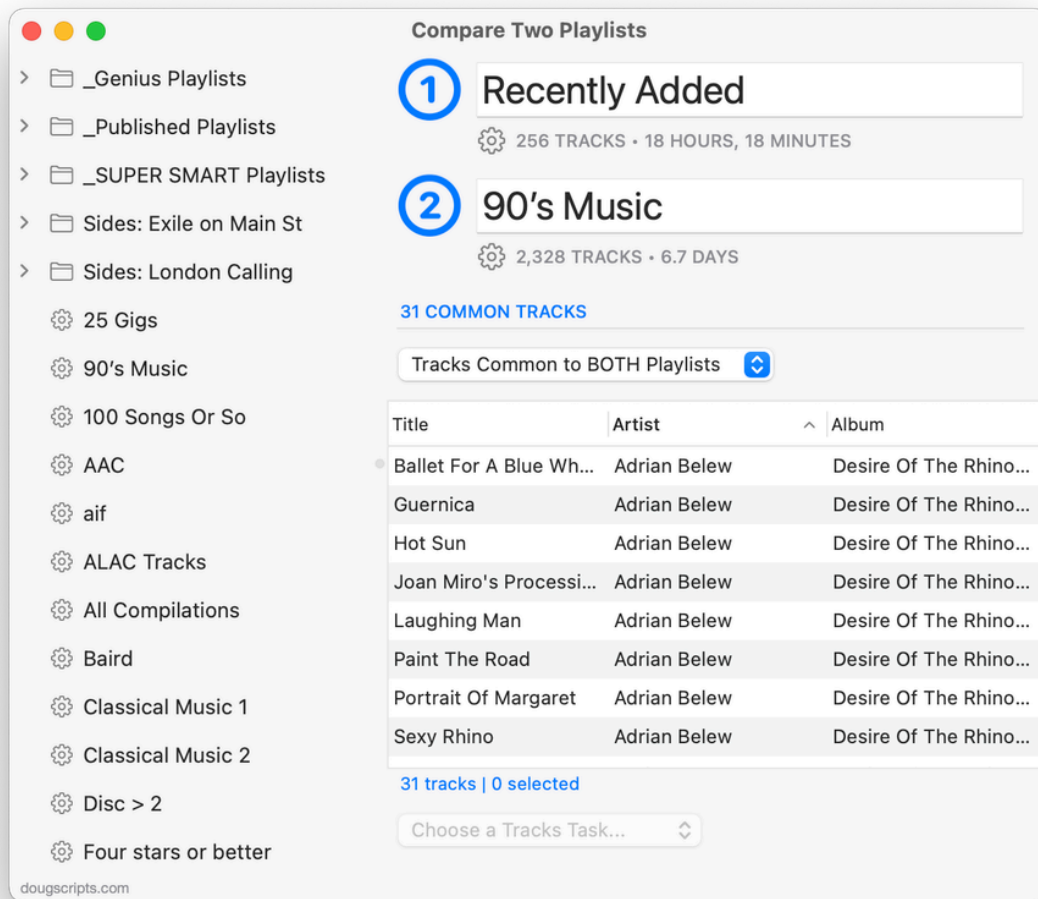 Compare Two Playlists
_Genius Playlists
_Published Playlists
_SUPER SMART Playlists
Sides: Exile on Main St
Sides: London Calling
25 Gigs
90’s Music
100 Songs Or So
AAC
aif
ALAC Tracks
All Compilations
Baird
Classical Music 1
Classical Music 2
Disc > 2
Four stars or better
dougscripts.com
1 Recently Added
256 TRACKS • 18 HOURS, 18 MINUTES
2 90’s Music
2,328 TRACKS • 6.7 DAYS
31 COMMON TRACKS
Tracks Common to BOTH Playlists
Title Artist Album
Ballet For A Blue Wh... Adrian Belew Desire Of The Rhino...
Guernica Adrian Belew Desire Of The Rhino...
Hot Sun Adrian Belew Desire Of The Rhino...
Joan Miro's Processi... Adrian Belew Desire Of The Rhino...
Laughing Man Adrian Belew Desire Of The Rhino...
Paint The Road Adrian Belew Desire Of The Rhino...
Portrait Of Margaret Adrian Belew Desire Of The Rhino...
Sexy Rhino Adrian Belew Desire Of The Rhino...
31 tracks | 0 selected
Choose a Tracks Task...